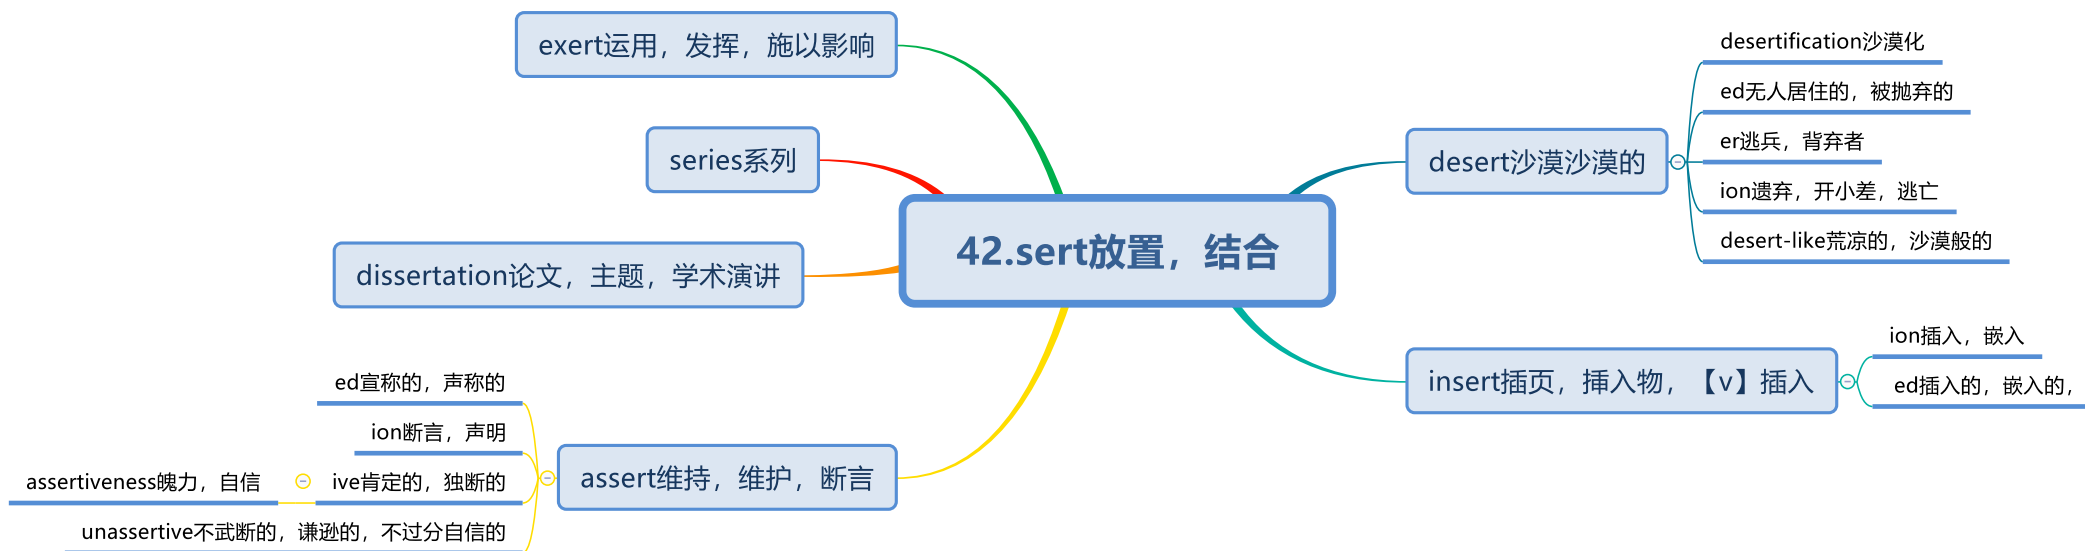 42.sert放置，结合
desert沙漠沙漠的
desertification沙漠化
ed无人居住的，被抛弃的
er逃兵，背弃者
ion遗弃，开小差，逃亡
desert-like荒凉的，沙漠般的
insert插页，插入物，【v】插入
ion插入，嵌入
ed插入的，嵌入的，
exert运用，发挥，施以影响
series系列
dissertation论文，主题，学术演讲
assert维持，维护，断言
ed宣称的，声称的
ion断言，声明
ive肯定的，独断的
assertiveness魄力，自信
unassertive不武断的，谦逊的，不过分自信的